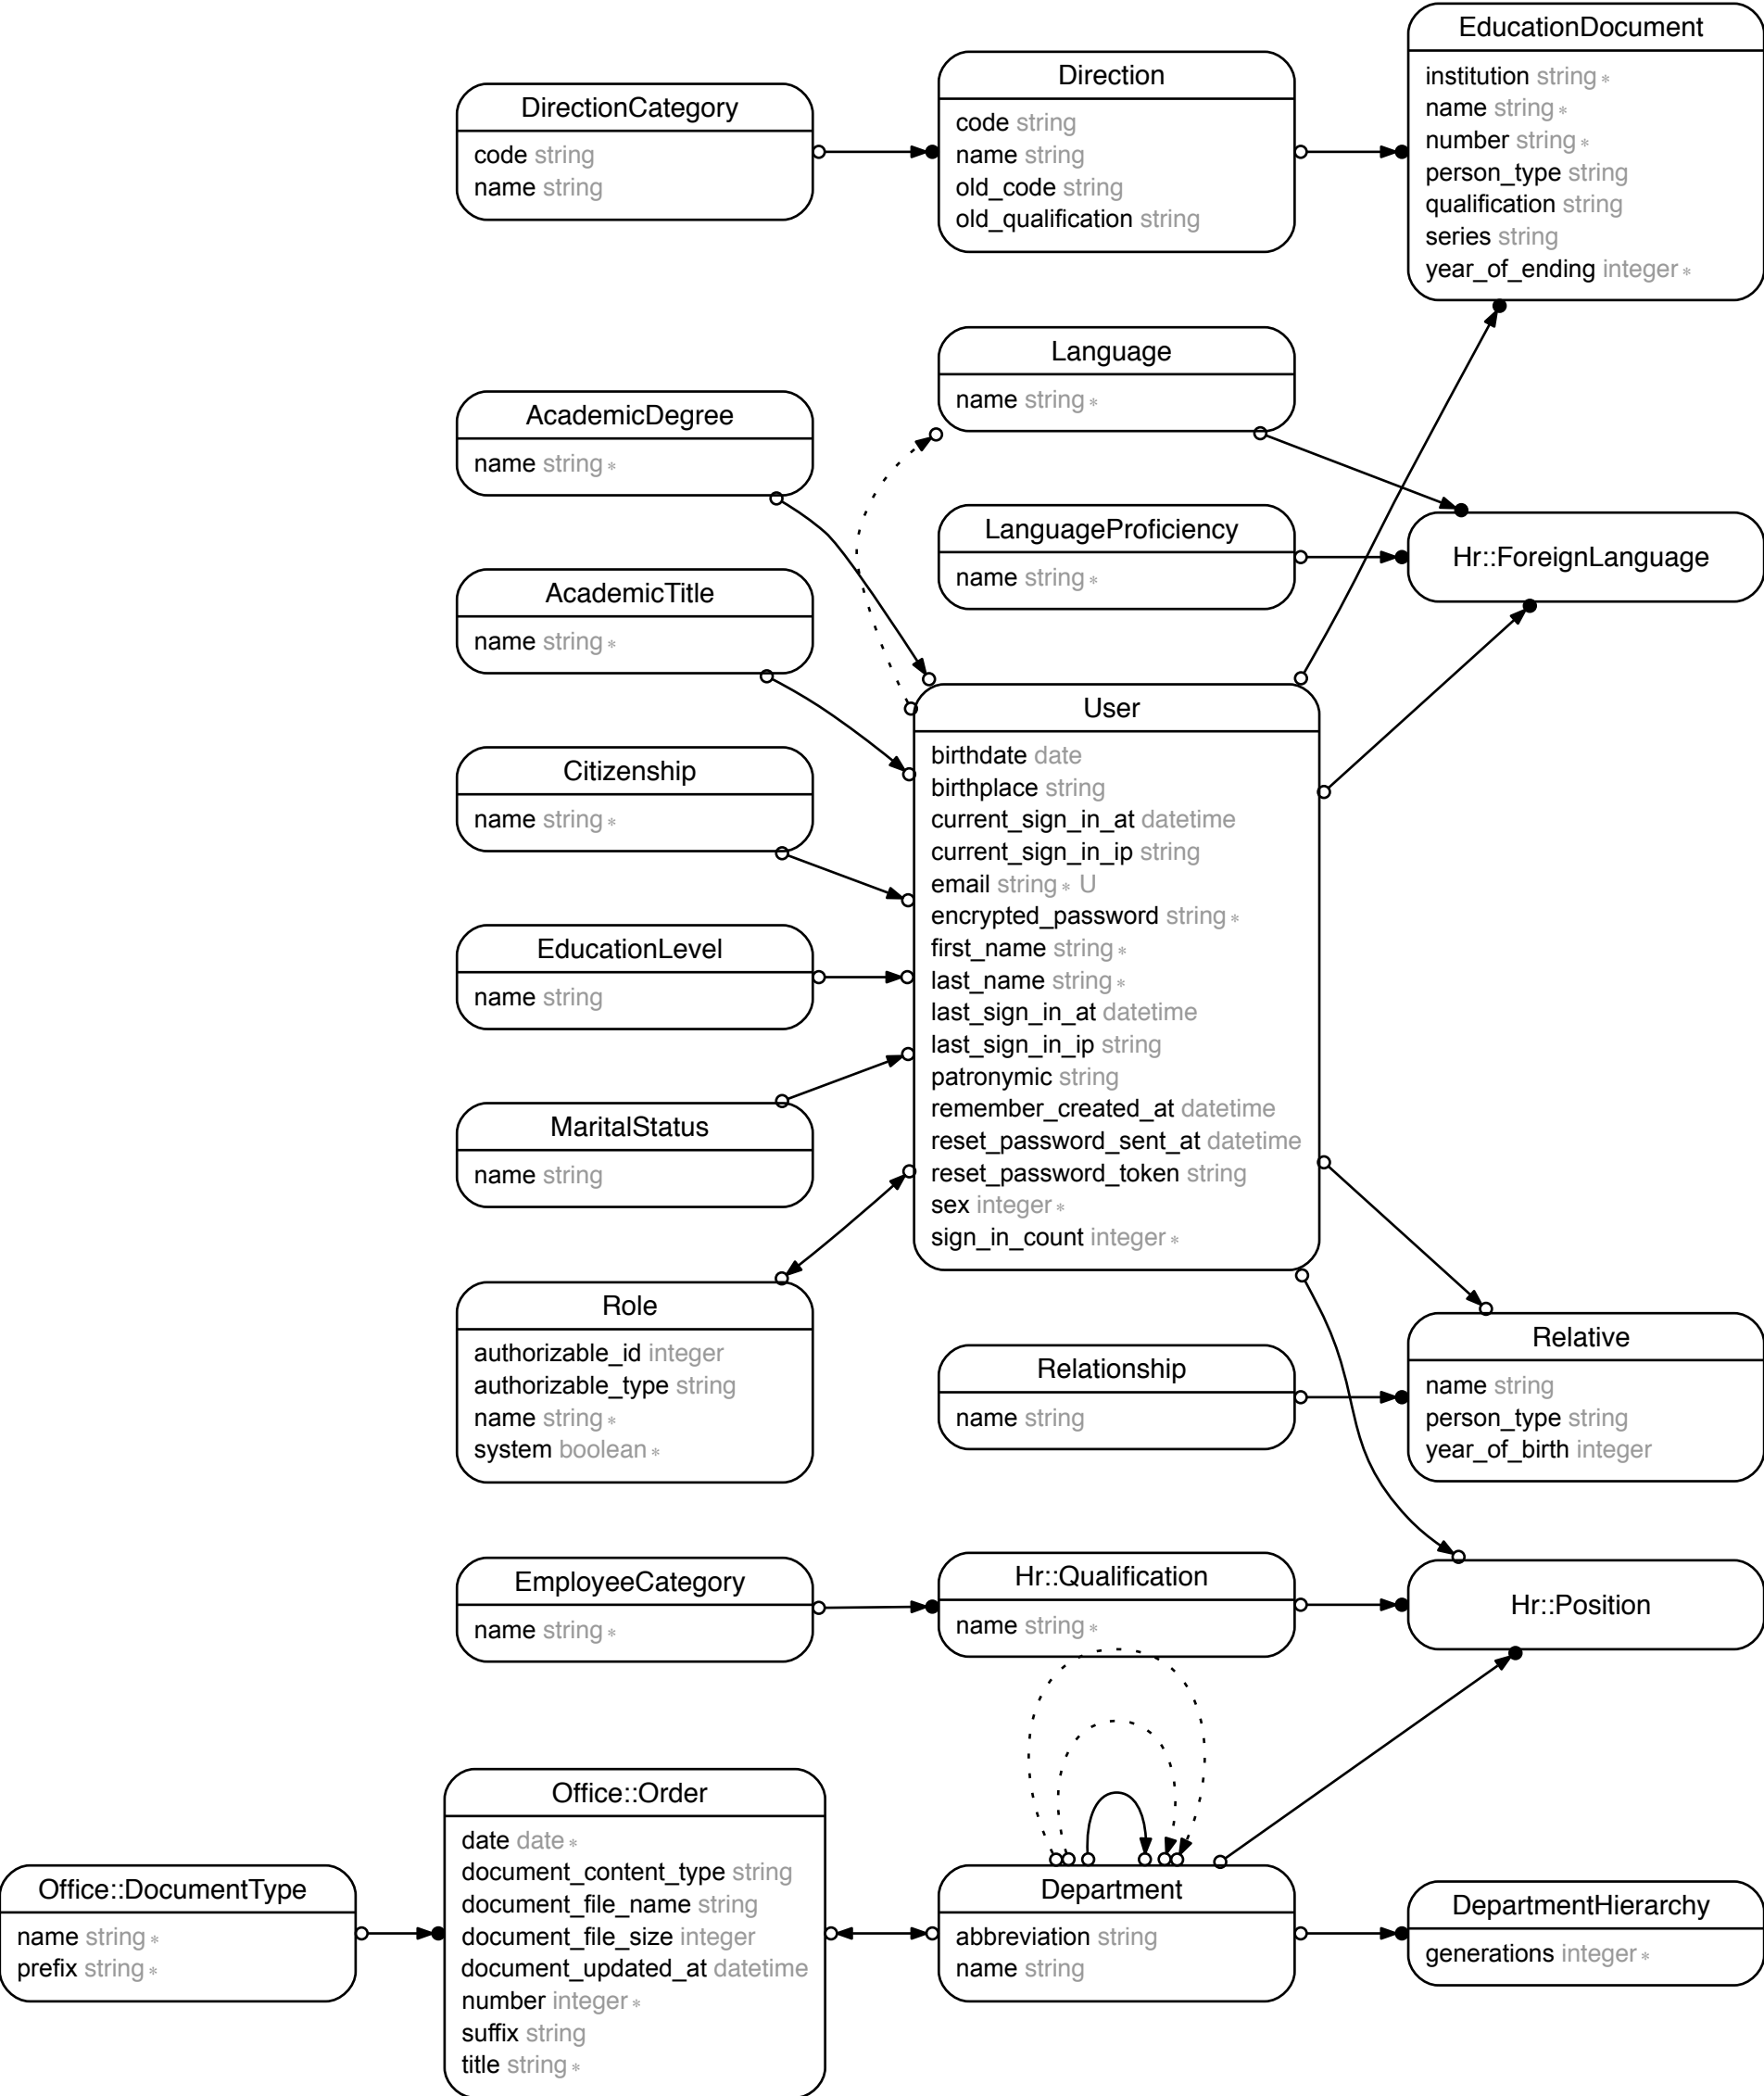 EducationDocument
institution string *
name string *
number string *
person_type string
qualification string
series string
year_of_ending integer *
Direction
code string
name string
old_code string
old_qualification string
DirectionCategory
code string
name string
Language
name string *
AcademicDegree
name string *
LanguageProficiency
name string *
Hr::ForeignLanguage
AcademicTitle
name string *
User
birthdate date
birthplace string
current_sign_in_at datetime
current_sign_in_ip string
email string * U
encrypted_password string *
first_name string *
last_name string *
last_sign_in_at datetime
last_sign_in_ip string
patronymic string
remember_created_at datetime
reset_password_sent_at datetime
reset_password_token string
sex integer *
sign_in_count integer *
Citizenship
name string *
EducationLevel
name string
MaritalStatus
name string
Role
authorizable_id integer
authorizable_type string
name string *
system boolean *
Relationship
name string
Relative
name string
person_type string
year_of_birth integer
EmployeeCategory
name string *
Hr::Qualification
name string *
Hr::Position
Office::Order
date date *
document_content_type string
document_file_name string
document_file_size integer
document_updated_at datetime
number integer *
suffix string
title string *
Office::DocumentType
name string *
prefix string *
Department
abbreviation string
name string
DepartmentHierarchy
generations integer *